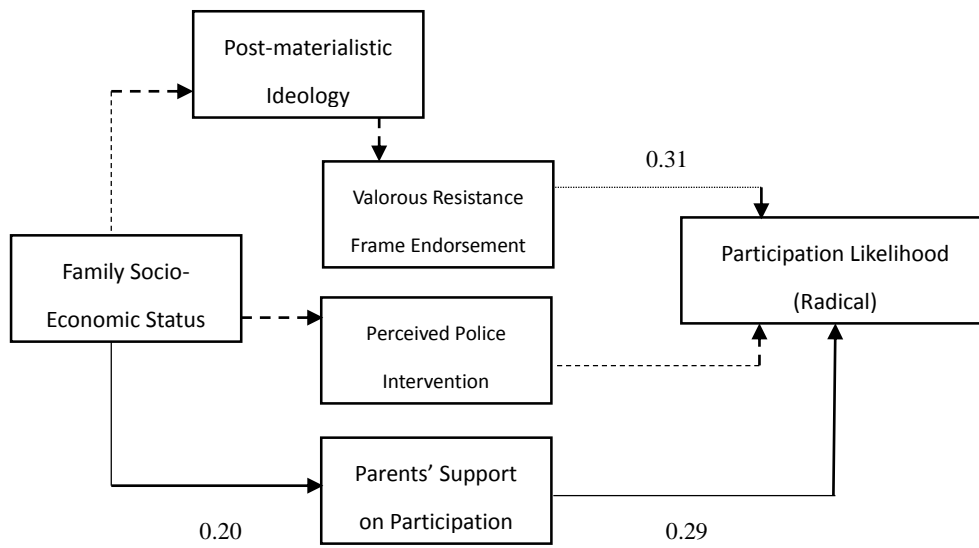 Post-materialistic
Ideology
0.31
Valorous Resistance
Frame Endorsement
Participation Likelihood
(Radical)
Family Socio-
Economic Status
Perceived Police
Intervention
Parents’ Support
on Participation
0.20
0.29